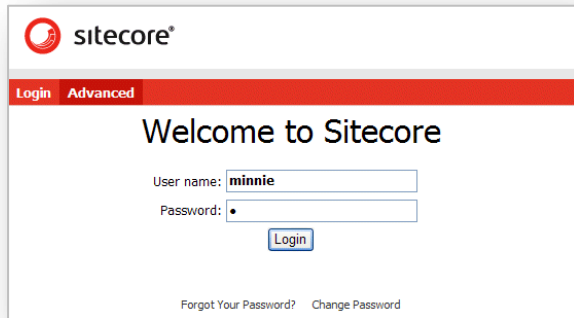 sitecore®
Login Advanced
Welcome to Sitecore
User name: minnie
Password: •
Login
Forgot Your Password? Change Password